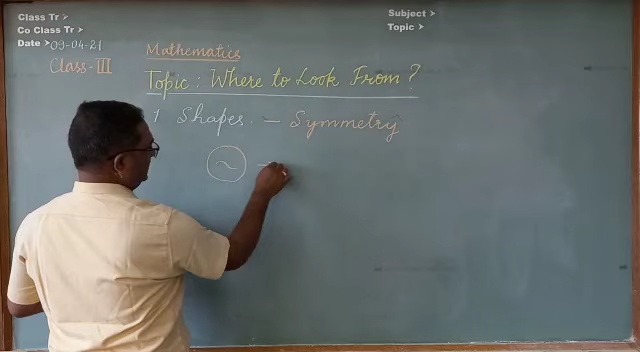 Class Tr >
Co Class Tr >
Date > 09-04-21
Subject >
Topic >
Class-III
Mathematics
Topic : Where to Look From ?
1 Shapes. — Symmetry
~ —